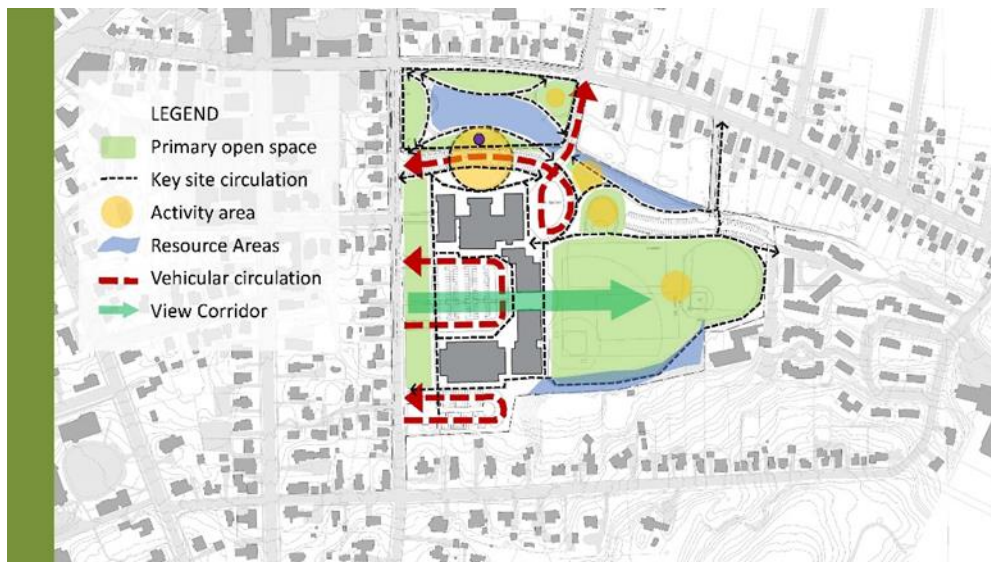 LEGEND
Primary open space
Key site circulation
Activity area
Resource Areas
Vehicular circulation
View Corridor